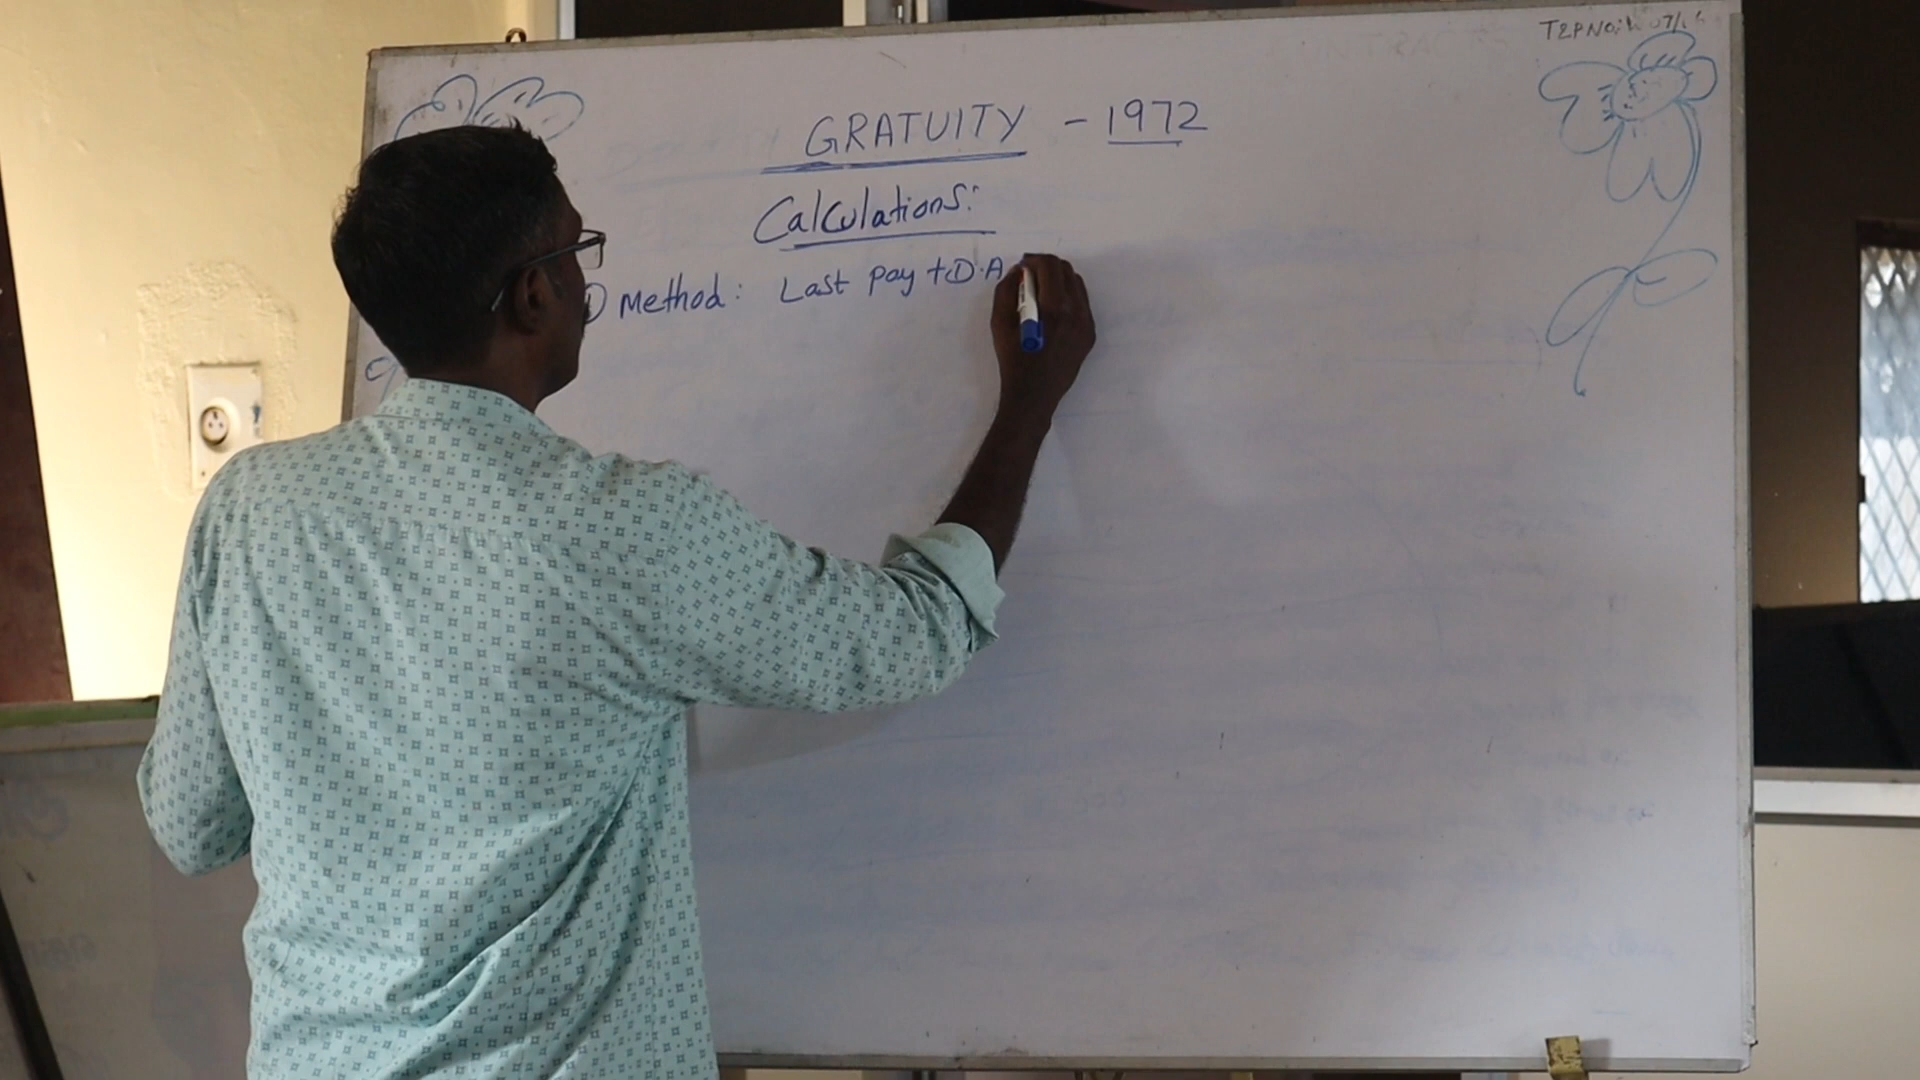 GRATUITY - 1972
Calculations:
① Method: Last pay + D.A